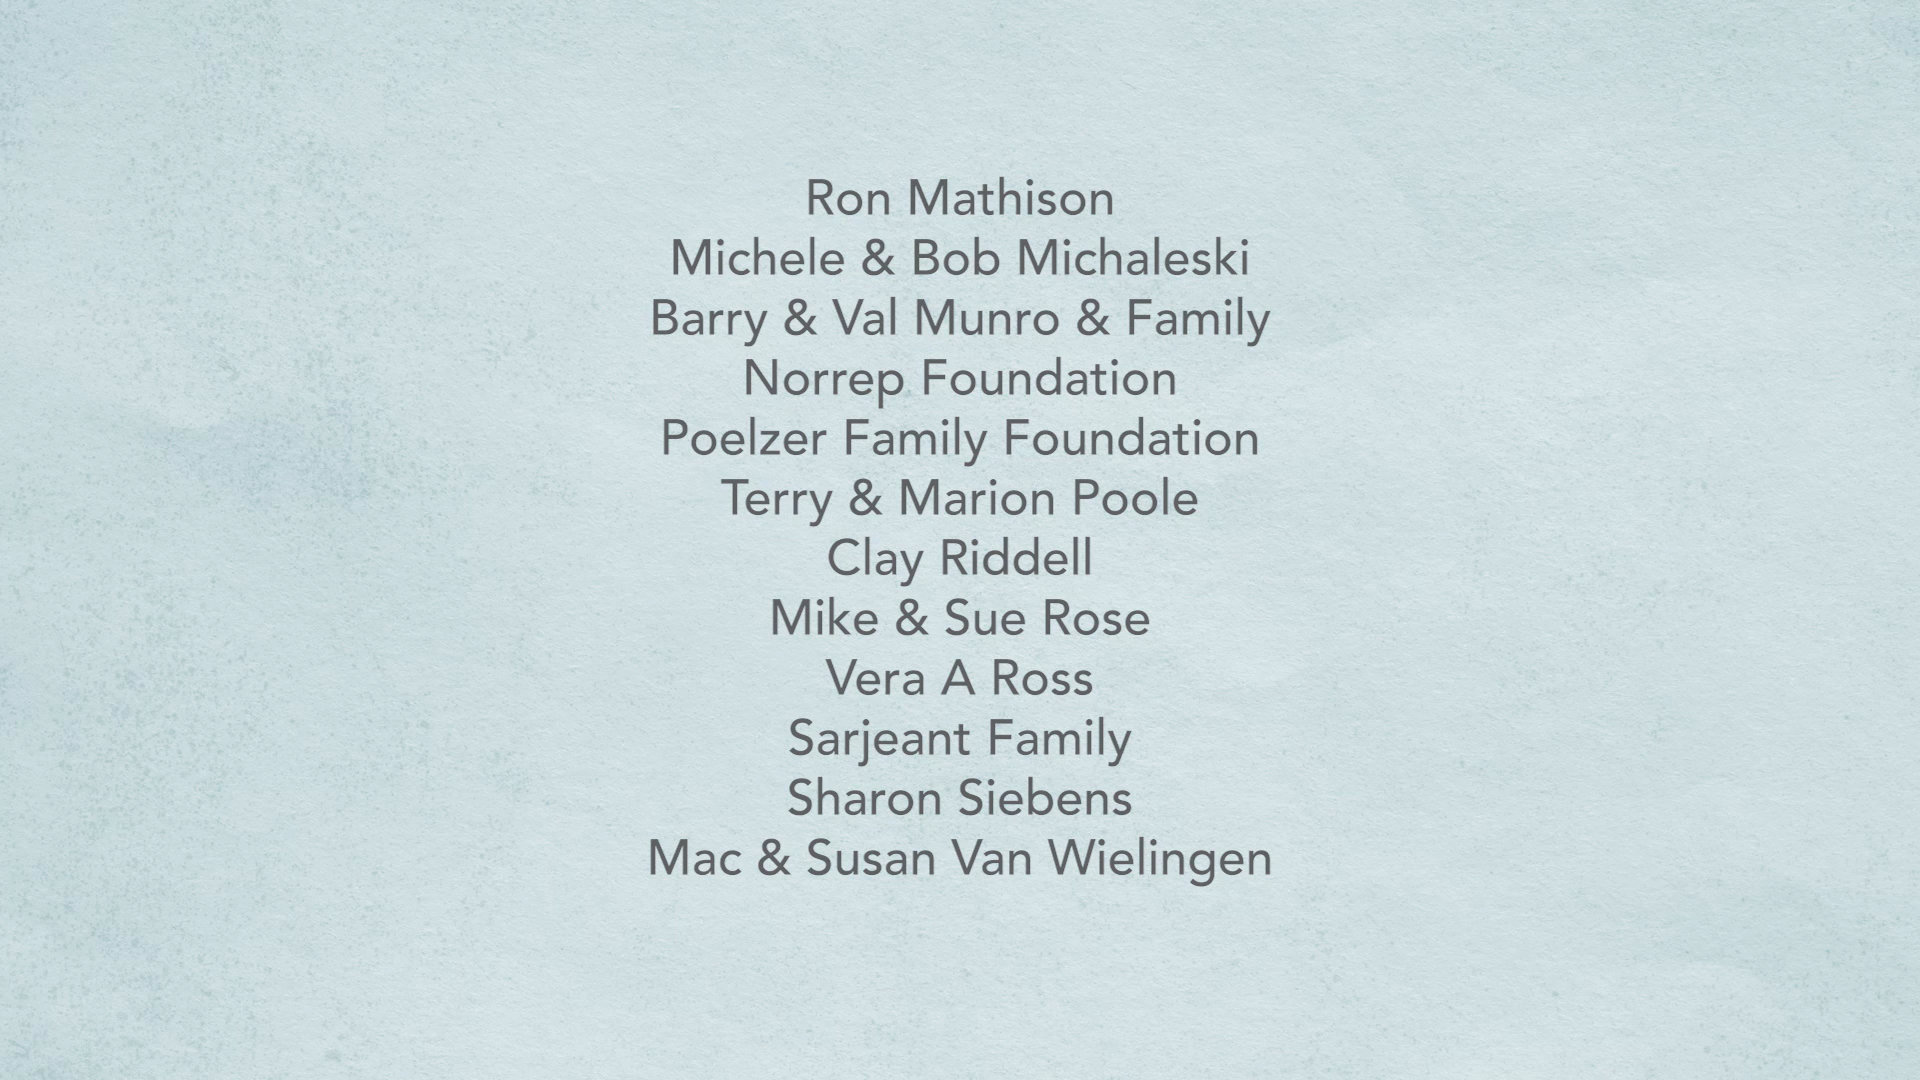 Ron Mathison
Michele & Bob Michaleski
Barry & Val Munro & Family
Norrep Foundation
Poelzer Family Foundation
Terry & Marion Poole
Clay Riddell
Mike & Sue Rose
Vera A Ross
Sarjeant Family
Sharon Siebens
Mac & Susan Van Wielingen